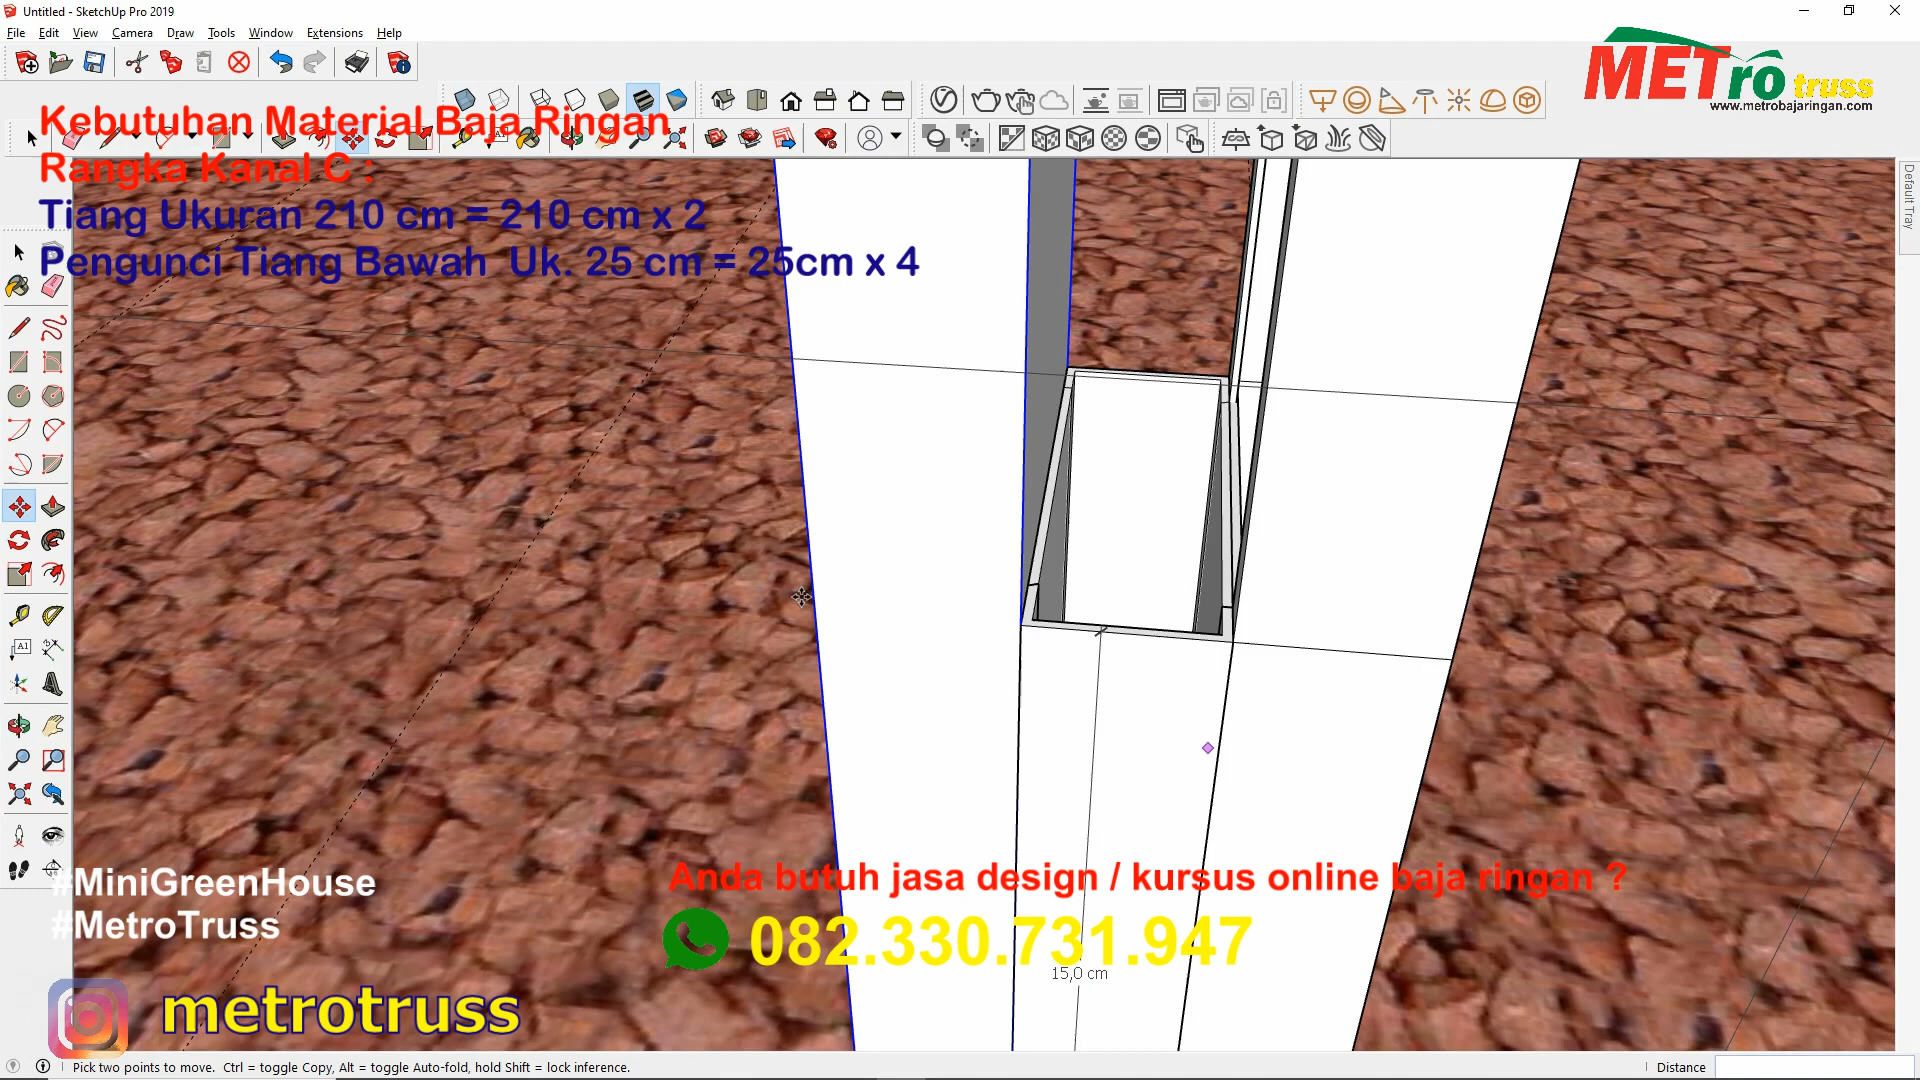 Untitled - SketchUp Pro 2019
File Edit View Camera Draw Tools Window Extensions Help
METro truss
www.metrobajaringan.com
Kebutuhan Material Baja Ringan
Rangka Kanal C :
Tiang Ukuran 210 cm = 210 cm x 2
Pengunci Tiang Bawah Uk. 25 cm = 25cm x 4
Default Tray
A1
#MiniGreenHouse
#MetroTruss
Anda butuh jasa design / kursus online baja ringan ?
082.330.731.947
15,0 cm
metrotruss
Pick two points to move. Ctrl = toggle Copy, Alt = toggle Auto-fold, hold Shift = lock inference.
Distance